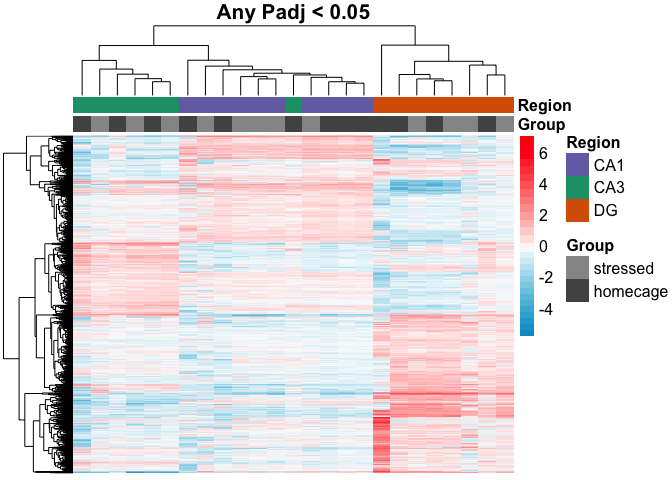 Any Padj < 0.05
Region
Group
Region
CA1
CA3
DG
Group
stressed
homecage
6
4
2
0
-2
-4